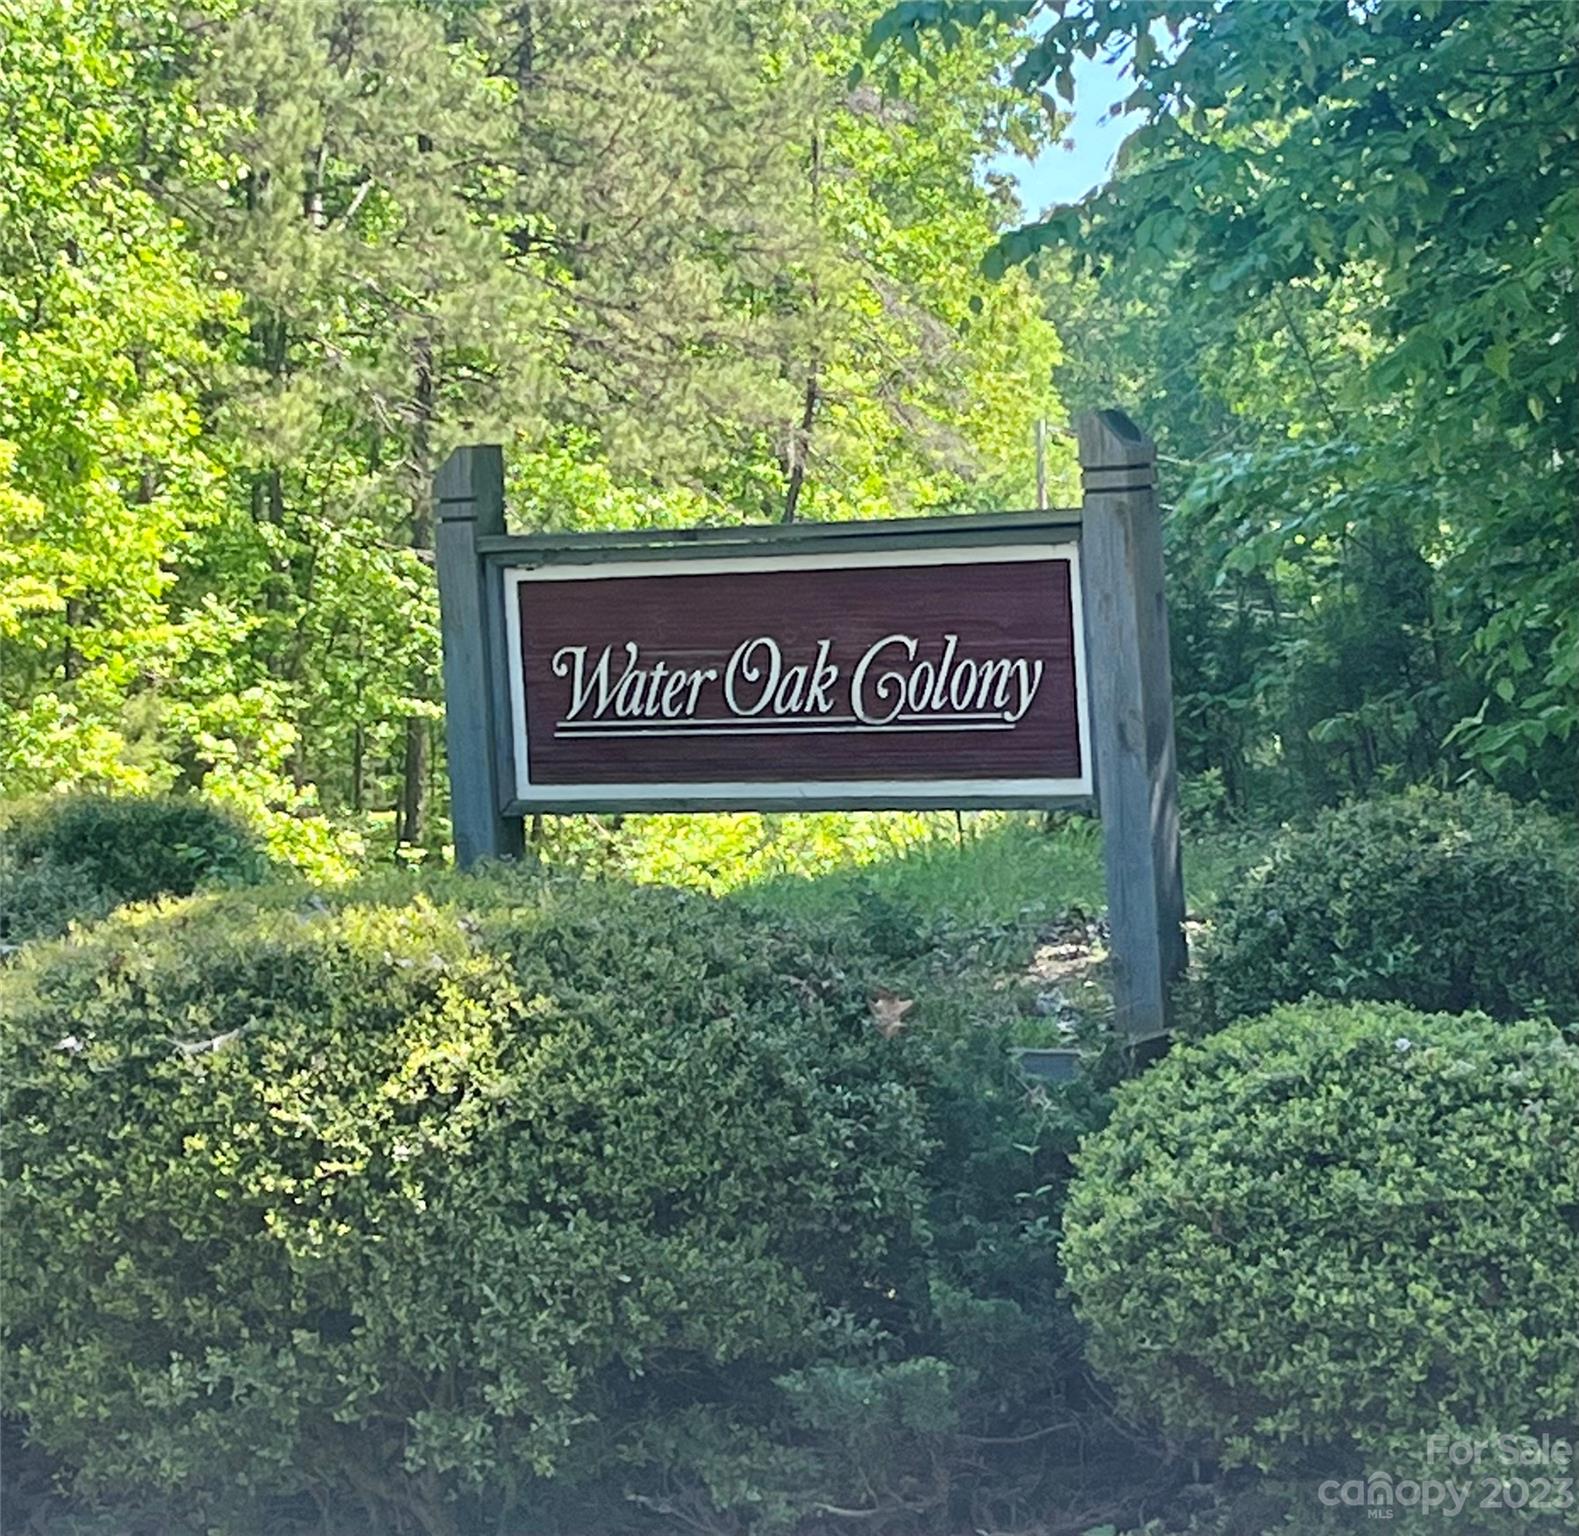 Water Oak Colony
For Sale
canopy 2023
MLS